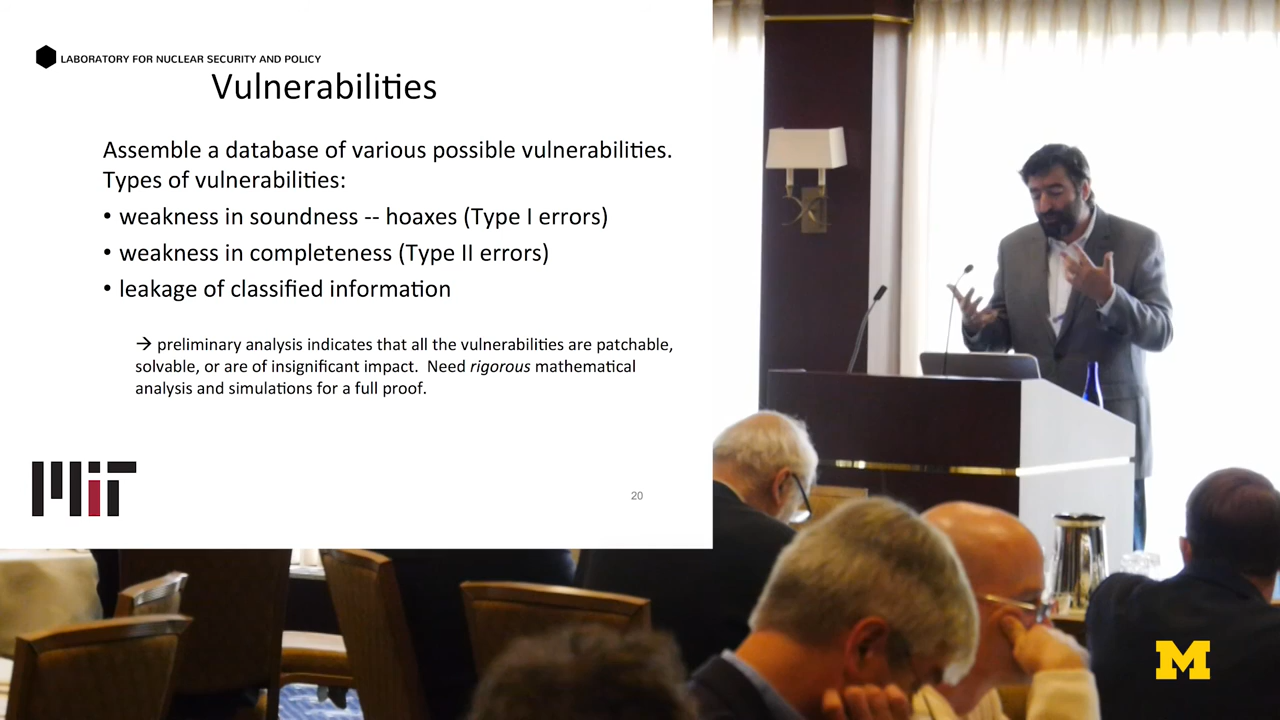 LABORATORY FOR NUCLEAR SECURITY AND POLICY
Vulnerabilities
Assemble a database of various possible vulnerabilities.
Types of vulnerabilities:
• weakness in soundness -- hoaxes (Type I errors)
• weakness in completeness (Type II errors)
• leakage of classified information
→ preliminary analysis indicates that all the vulnerabilities are patchable,
solvable, or are of insignificant impact.  Need rigorous mathematical
analysis and simulations for a full proof.
MIT
20
M